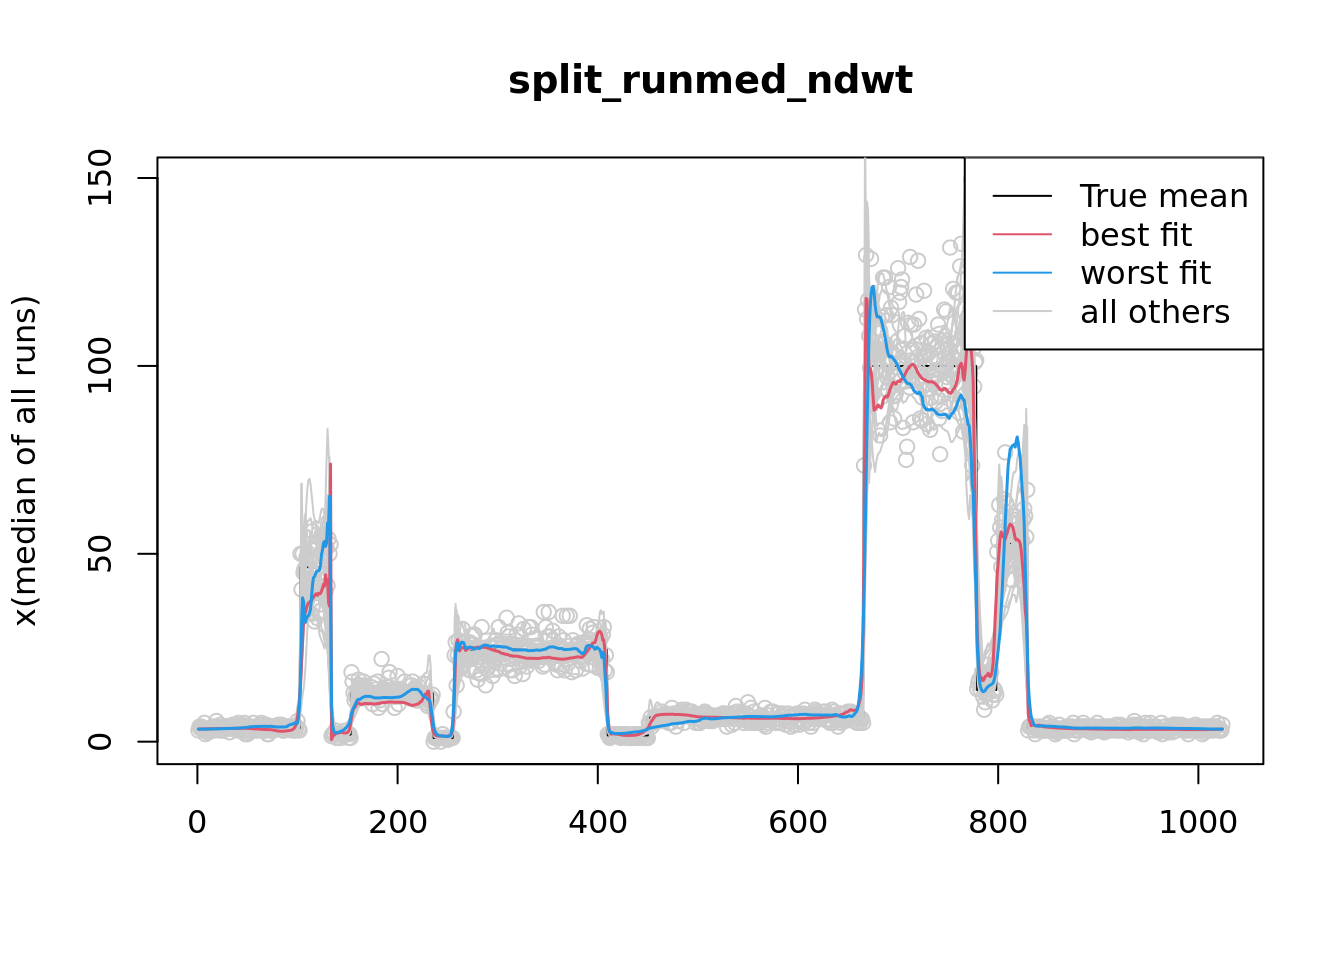 split_runmed_ndwt
x(median of all runs)
150
100
50
0
True mean
best fit
worst fit
all others
0 200 400 600 800 1000